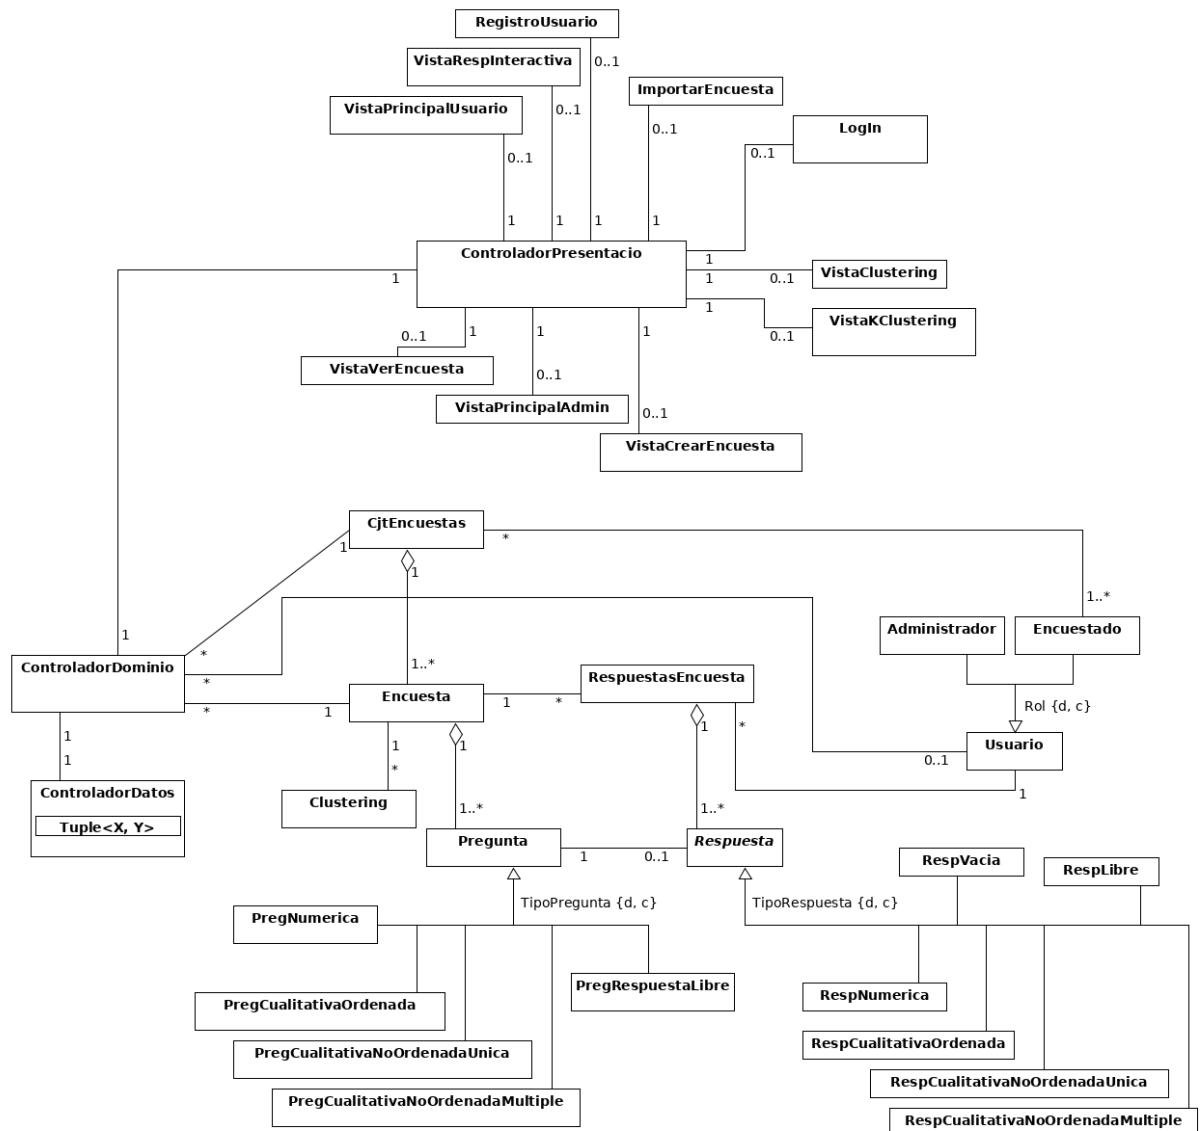 RegistroUsuario
VistaRespInteractiva
0..1
ImportarEncuesta
VistaPrincipalUsuario
0..1
0..1
LogIn
0..1
0..1
1
1
1
1
ControladorPresentacio
1
1
VistaClustering
1
0..1
1
VistaKClustering
0..1
1
1
1
0..1
VistaVerEncuesta
0..1
VistaPrincipalAdmin
0..1
VistaCrearEncuesta
CjtEncuestas
*
1
1
1..*
Administrador
Encuestado
1
*
1..*
ControladorDominio
RespuestasEncuesta
*
Encuesta
1
*
*
1
Rol {d, c}
1
*
1
1
1
Usuario
1
*
0..1
ControladorDatos
Clustering
1
Tuple<X, Y>
1..*
1..*
Pregunta
Respuesta
1
0..1
RespVacia
RespLibre
TipoPregunta {d, c}
TipoRespuesta {d, c}
PregNumerica
PregRespuestaLibre
RespNumerica
PregCualitativaOrdenada
RespCualitativaOrdenada
PregCualitativaNoOrdenadaUnica
RespCualitativaNoOrdenadaUnica
PregCualitativaNoOrdenadaMultiple
RespCualitativaNoOrdenadaMultiple